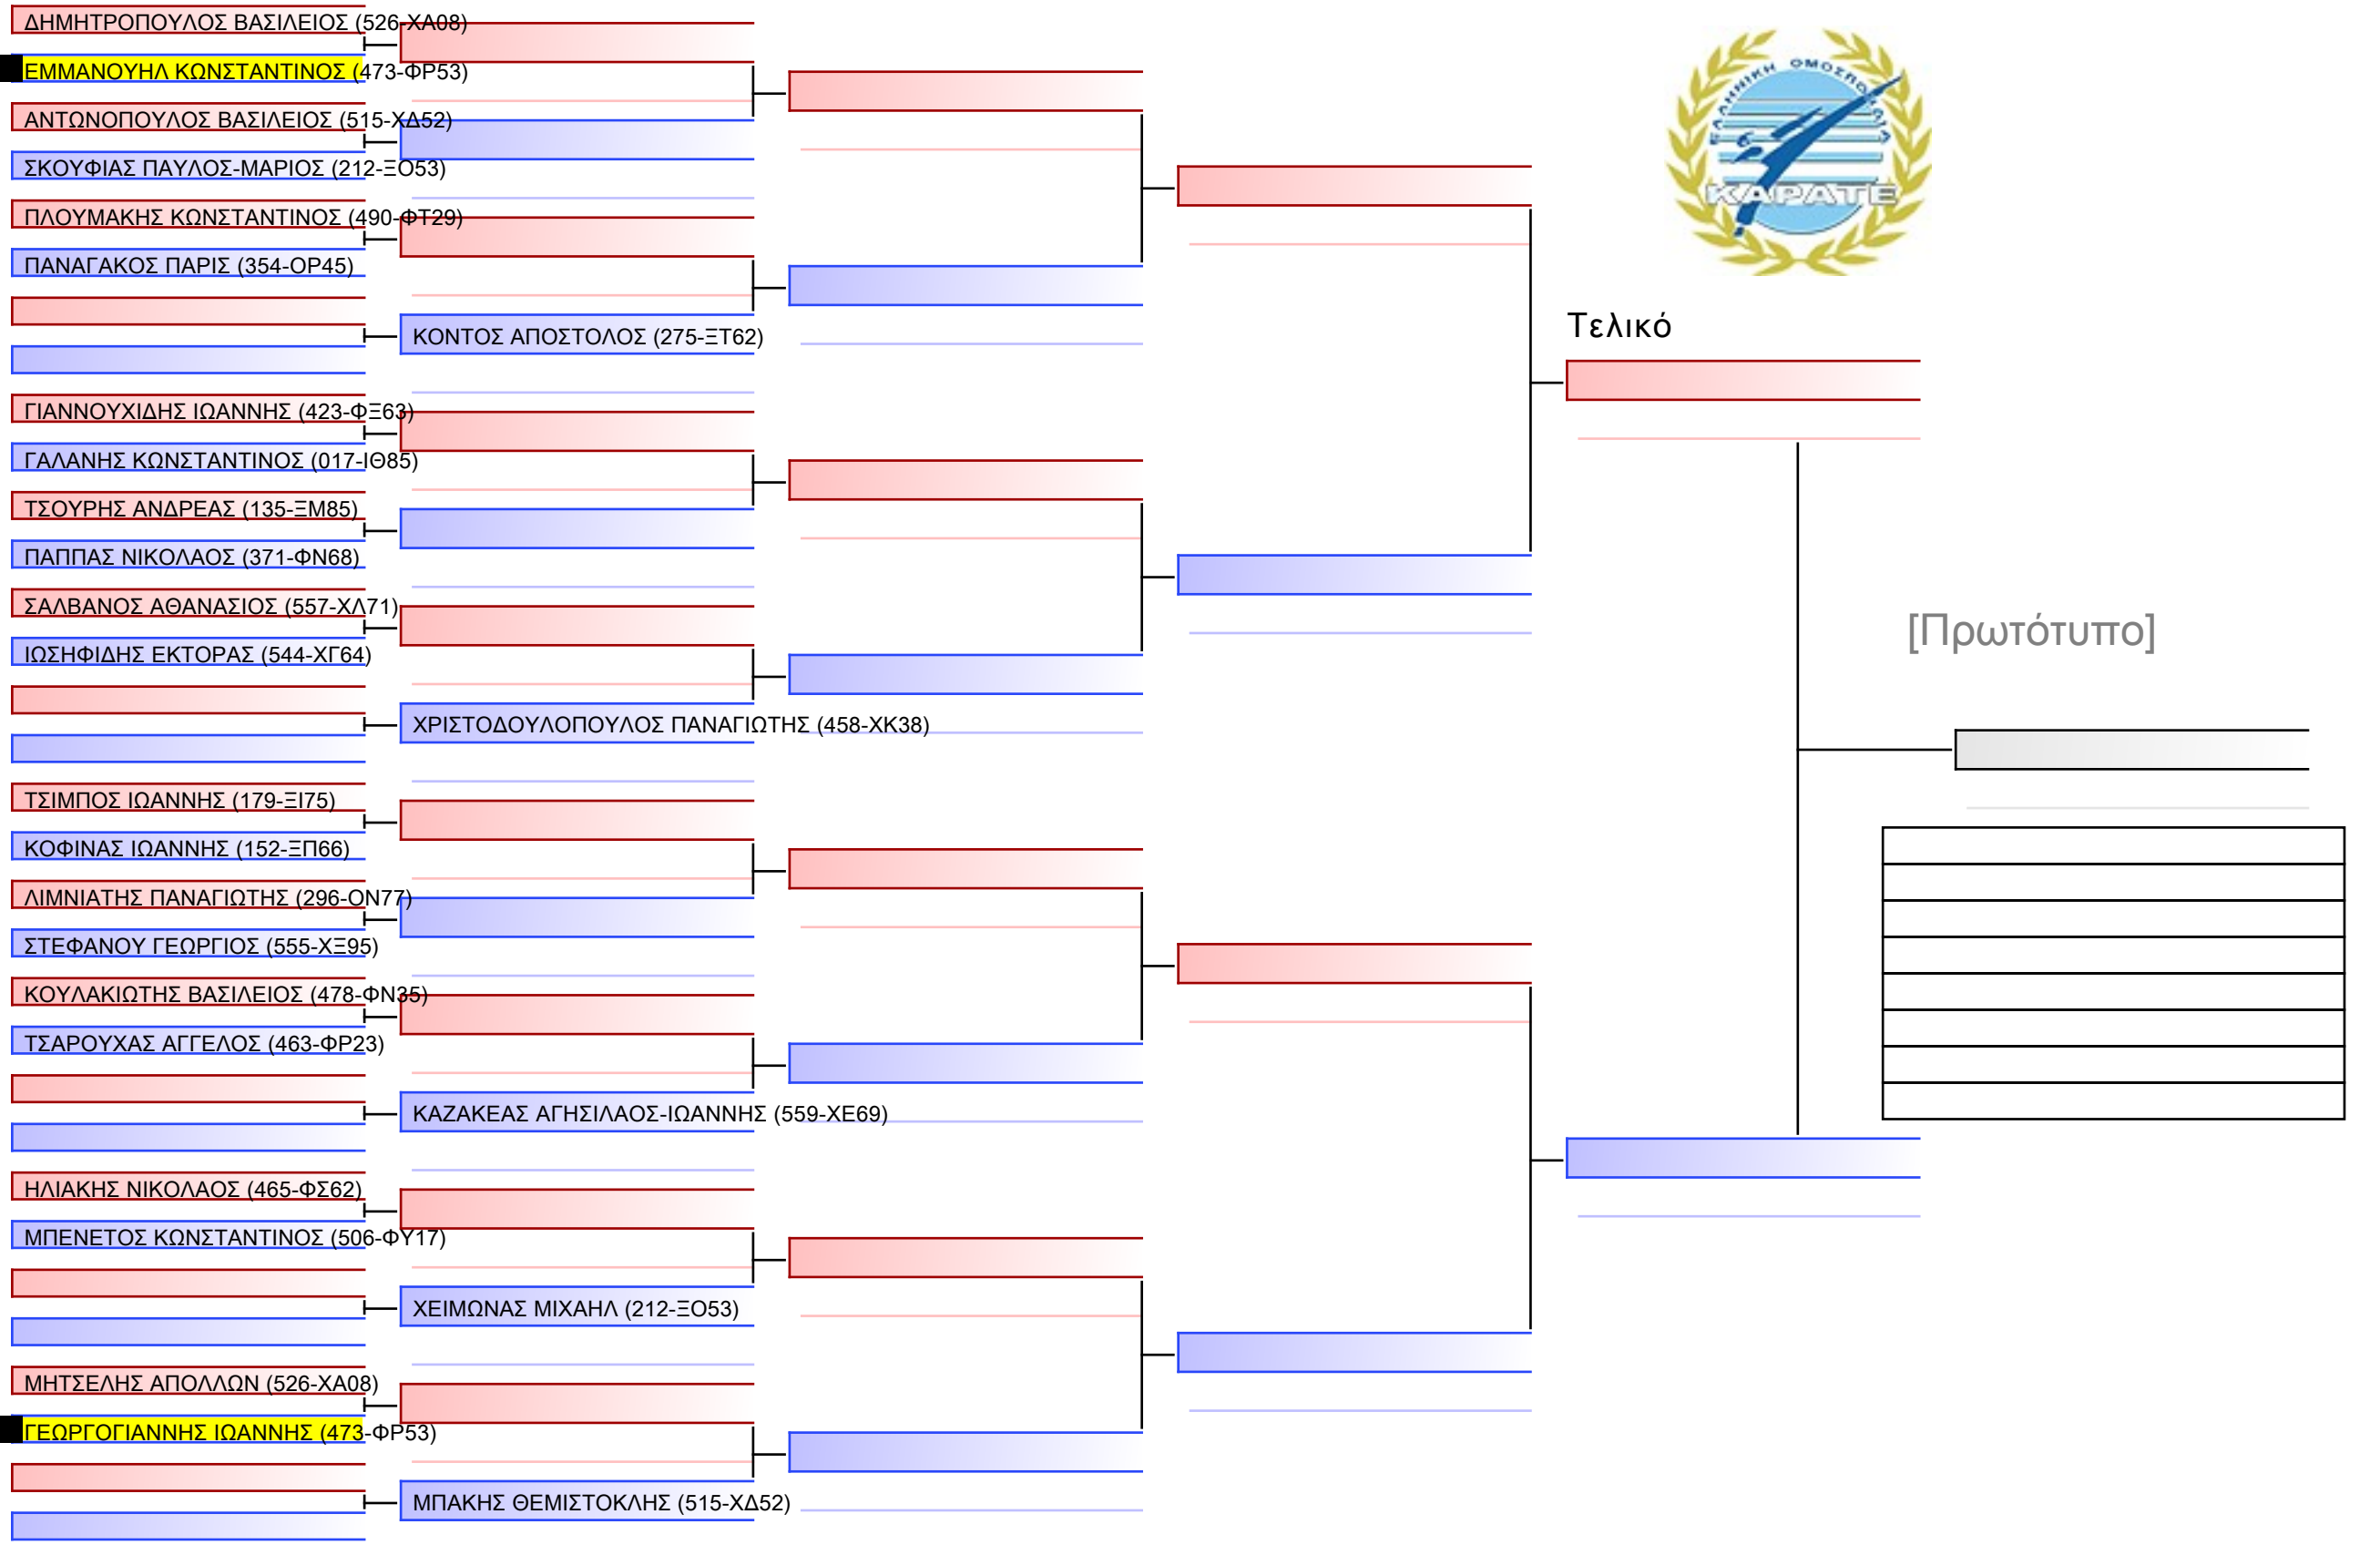 ΔΗΜΗΤΡΟΠΟΥΛΟΣ ΒΑΣΙΛΕΙΟΣ (526-ΧΑ08)
ΕΜΜΑΝΟΥΗΛ ΚΩΝΣΤΑΝΤΙΝΟΣ (473-ΦΡ53)
ΑΝΤΩΝΟΠΟΥΛΟΣ ΒΑΣΙΛΕΙΟΣ (515-ΧΔ52)
ΣΚΟΥΦΙΑΣ ΠΑΥΛΟΣ-ΜΑΡΙΟΣ (212-ΞΟ53)
ΠΛΟΥΜΑΚΗΣ ΚΩΝΣΤΑΝΤΙΝΟΣ (490-ΦΤ29)
ΠΑΝΑΓΑΚΟΣ ΠΑΡΙΣ (354-ΟΡ45)
ΚΟΝΤΟΣ ΑΠΟΣΤΟΛΟΣ (275-ΞΤ62)
ΓΙΑΝΝΟΥΧΙΔΗΣ ΙΩΑΝΝΗΣ (423-ΦΞ63)
ΓΑΛΑΝΗΣ ΚΩΝΣΤΑΝΤΙΝΟΣ (017-ΙΘ85)
ΤΣΟΥΡΗΣ ΑΝΔΡΕΑΣ (135-ΞΜ85)
ΠΑΠΠΑΣ ΝΙΚΟΛΑΟΣ (371-ΦΝ68)
ΣΑΛΒΑΝΟΣ ΑΘΑΝΑΣΙΟΣ (557-ΧΛ71)
ΙΩΣΗΦΙΔΗΣ ΕΚΤΟΡΑΣ (544-ΧΓ64)
ΧΡΙΣΤΟΔΟΥΛΟΠΟΥΛΟΣ ΠΑΝΑΓΙΩΤΗΣ (458-ΧΚ38)
ΤΣΙΜΠΟΣ ΙΩΑΝΝΗΣ (179-ΞΙ75)
ΚΟΦΙΝΑΣ ΙΩΑΝΝΗΣ (152-ΞΠ66)
ΛΙΜΝΙΑΤΗΣ ΠΑΝΑΓΙΩΤΗΣ (296-ΟΝ77)
ΣΤΕΦΑΝΟΥ ΓΕΩΡΓΙΟΣ (555-ΧΞ95)
ΚΟΥΛΑΚΙΩΤΗΣ ΒΑΣΙΛΕΙΟΣ (478-ΦΝ35)
ΤΣΑΡΟΥΧΑΣ ΑΓΓΕΛΟΣ (463-ΦΡ23)
ΚΑΖΑΚΕΑΣ ΑΓΗΣΙΛΑΟΣ-ΙΩΑΝΝΗΣ (559-ΧΕ69)
ΗΛΙΑΚΗΣ ΝΙΚΟΛΑΟΣ (465-ΦΣ62)
ΜΠΕΝΕΤΟΣ ΚΩΝΣΤΑΝΤΙΝΟΣ (506-ΦΥ17)
ΧΕΙΜΩΝΑΣ ΜΙΧΑΗΛ (212-ΞΟ53)
ΜΗΤΣΕΛΗΣ ΑΠΟΛΛΩΝ (526-ΧΑ08)
ΓΕΩΡΓΟΓΙΑΝΝΗΣ ΙΩΑΝΝΗΣ (473-ΦΡ53)
ΜΠΑΚΗΣ ΘΕΜΙΣΤΟΚΛΗΣ (515-ΧΔ52)
ΕΛΛΗΝΙΚΗ ΟΜΟΣΠΟΝΔΙΑ
ΚΑΡΑΤΕ
Τελικό
[Πρωτότυπο]